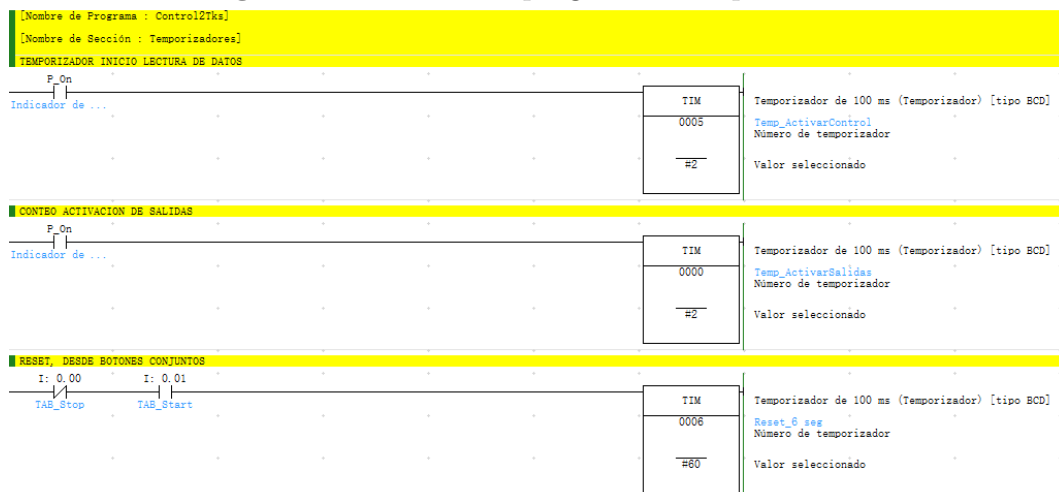 [Nombre de Programa : Control2Tks]
[Nombre de Sección : Temporizadores]
TEMPORIZADOR INICIO LECTURA DE DATOS
P_On
Indicador de ...
TIM
Temporizador de 100 ms (Temporizador) [tipo BCD]
0005
Temp_ActivarControl
Número de temporizador
#2
Valor seleccionado
CONTEO ACTIVACION DE SALIDAS
P_On
Indicador de ...
TIM
Temporizador de 100 ms (Temporizador) [tipo BCD]
0000
Temp_ActivarSalidas
Número de temporizador
#2
Valor seleccionado
RESET, DESDE BOTONES CONJUNTOS
I: 0.00 I: 0.01
TAB_Stop TAB_Start
TIM
Temporizador de 100 ms (Temporizador) [tipo BCD]
0006
Reset_6 seg
Número de temporizador
#60
Valor seleccionado